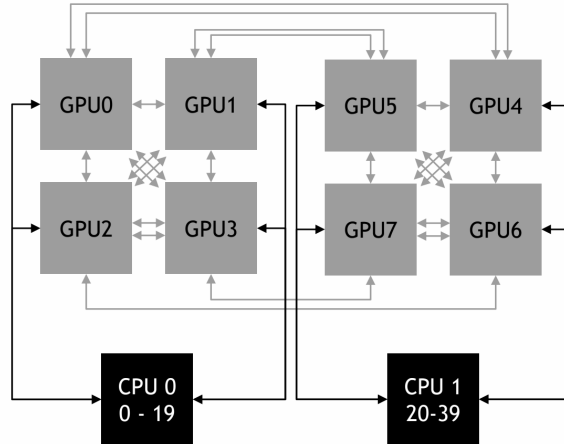 GPU0
GPU1
GPU5
GPU4
GPU2
GPU3
GPU7
GPU6
CPU 0
0 - 19
CPU 1
20-39